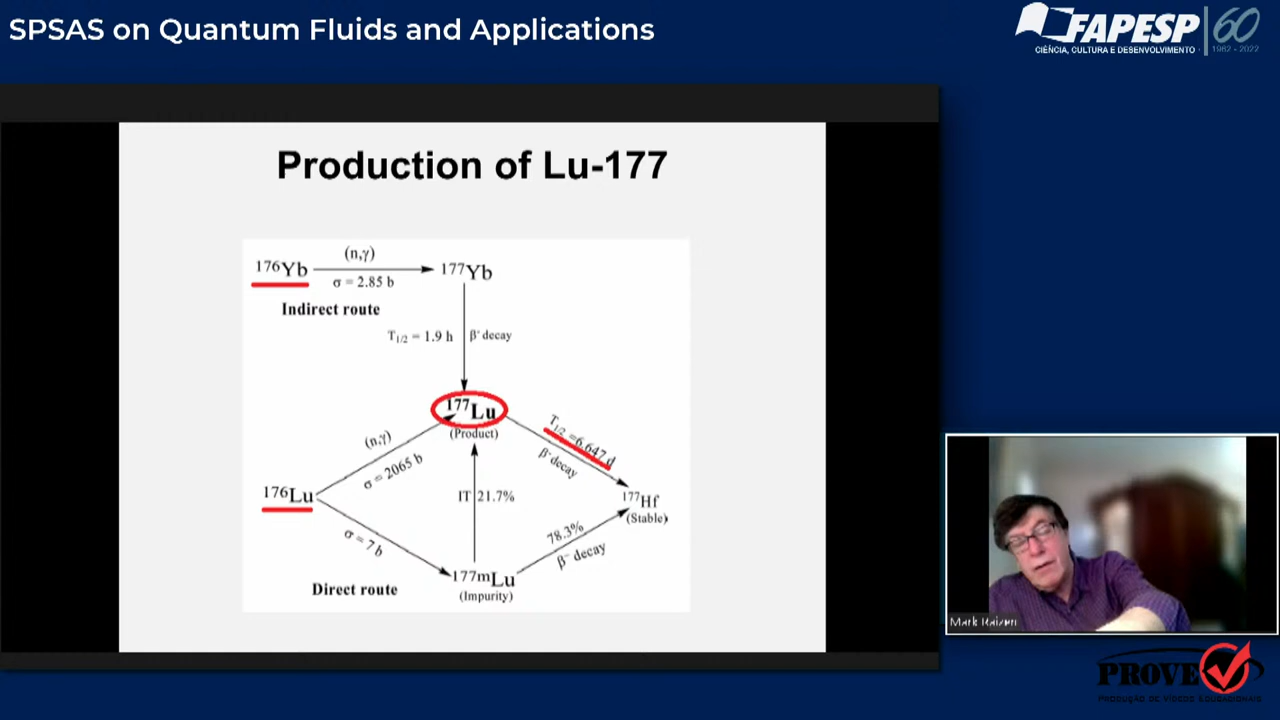 SPSAS on Quantum Fluids and Applications
FAPESP 60
CIÊNCIA, CULTURA E DESENVOLVIMENTO
1962 - 2022
Production of Lu-177
(n,γ)
176Yb
177Yb
σ = 2.85 b
Indirect route
T1/2 = 1.9 h
β- decay
177Lu
(Product)
(n,γ)
σ = 2065 b
T1/2 =6.647 d
β- decay
176Lu
IT 21.7%
177Hf
(Stable)
σ = 7 b
78.3%
β- decay
177mLu
(Impurity)
Direct route
Mark Raizen
PROVE
PRODUÇÃO DE VÍDEOS EDUCACIONAIS